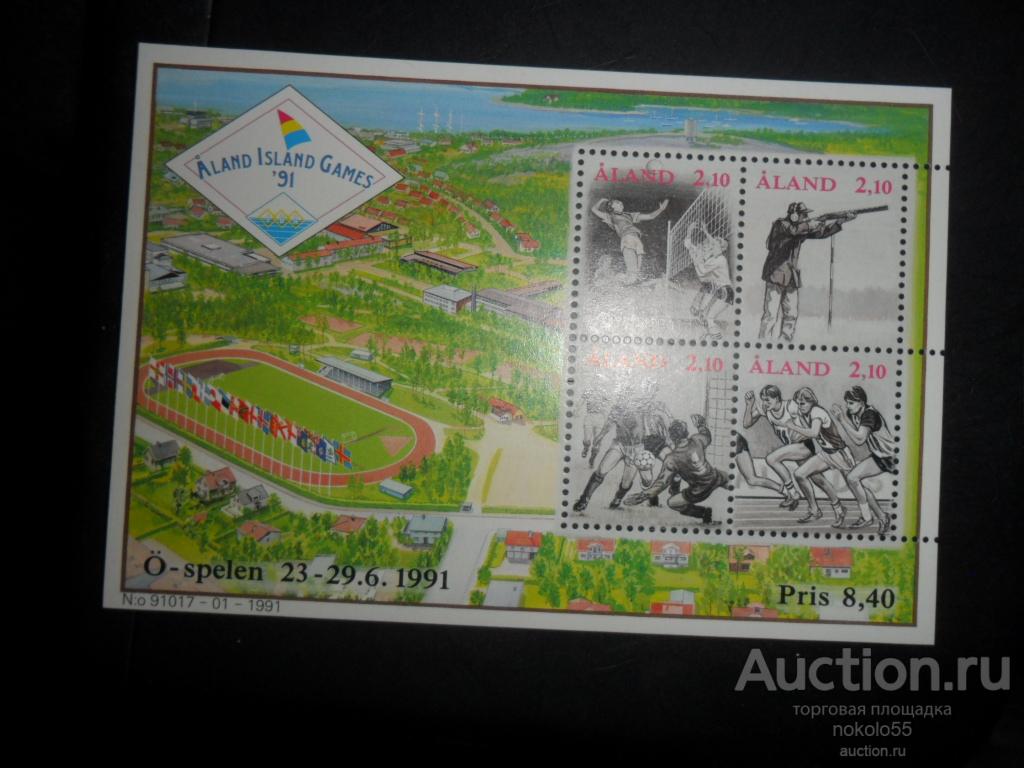 ÅLAND ISLAND GAMES
'91
ÅLAND 2,10
ÅLAND 2,10
ÅLAND 2,10
ÅLAND 2,10
Ö-spelen 23-29.6.1991
Pris 8,40
N:o 91017 - 01 - 1991
Auction.ru
торговая площадка
nokolo55
auction.ru